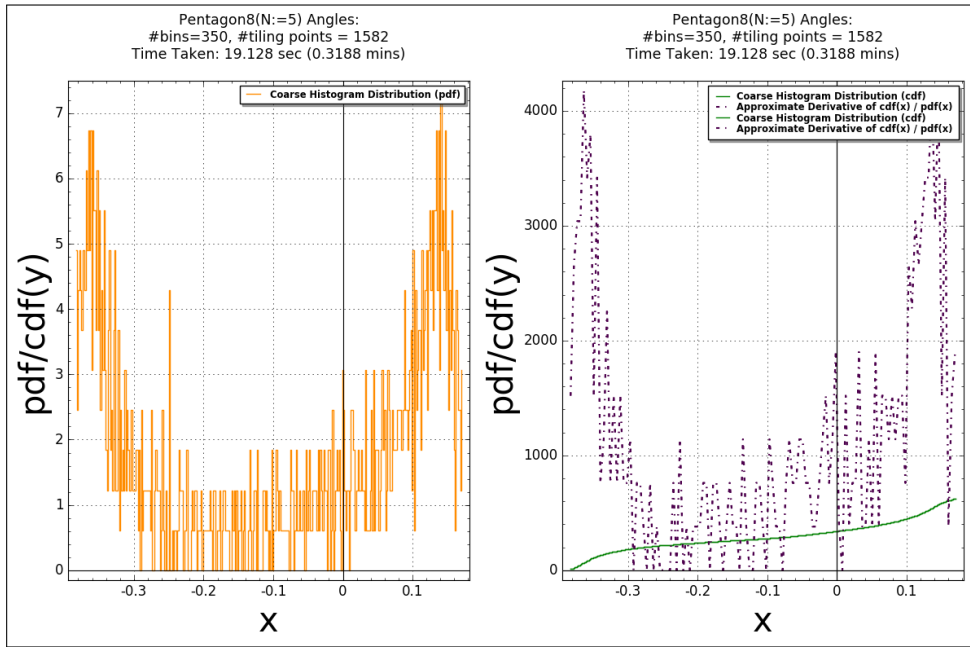 Pentagon8(N:=5) Angles:
#bins=350, #tiling points = 1582
Time Taken: 19.128 sec (0.3188 mins)
Coarse Histogram Distribution (pdf)
pdf/cdf(y)
7
6
5
4
3
2
1
0
-0.3
-0.2
-0.1
0
0.1
x
Pentagon8(N:=5) Angles:
#bins=350, #tiling points = 1582
Time Taken: 19.128 sec (0.3188 mins)
Coarse Histogram Distribution (cdf)
Approximate Derivative of cdf(x) / pdf(x)
Coarse Histogram Distribution (cdf)
Approximate Derivative of cdf(x) / pdf(x)
pdf/cdf(y)
4000
3000
2000
1000
0
-0.3
-0.2
-0.1
0
0.1
x